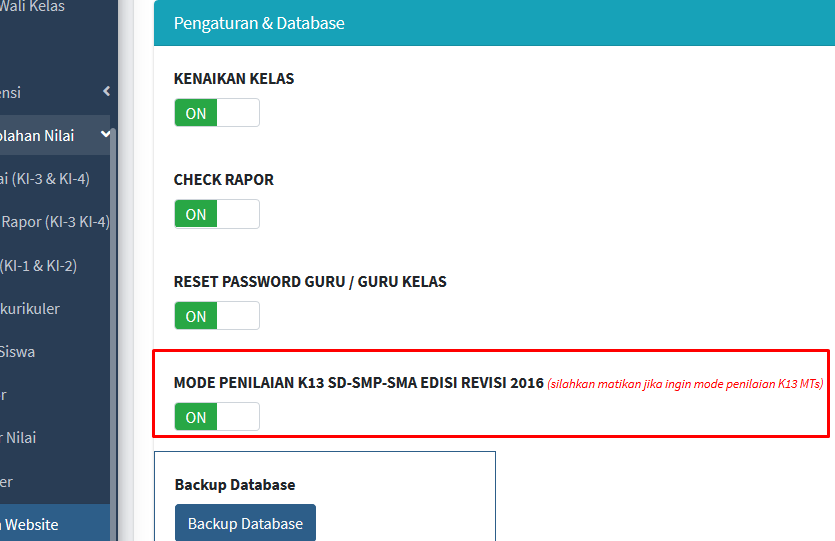 Wali Kelas
ensi
olahan Nilai
ai (KI-3 & KI-4)
Rapor (KI-3 KI-4)
(KI-1 & KI-2)
kurikuler
Siswa
r
r Nilai
er
n Website
Pengaturan & Database
KENAIKAN KELAS
ON
CHECK RAPOR
ON
RESET PASSWORD GURU / GURU KELAS
ON
MODE PENILAIAN K13 SD-SMP-SMA EDISI REVISI 2016 (silahkan matikan jika ingin mode penilaian K13 MTs)
ON
Backup Database
Backup Database